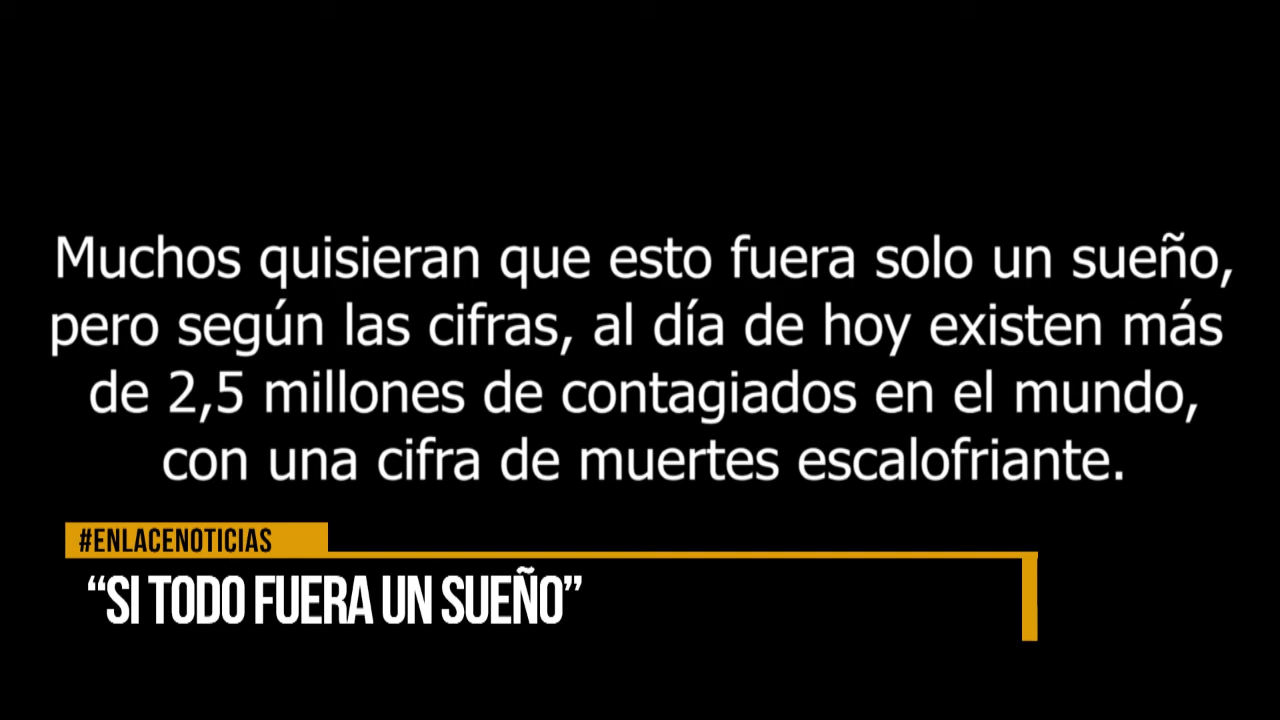 Muchos quisieran que esto fuera solo un sueño,
pero según las cifras, al día de hoy existen más
de 2,5 millones de contagiados en el mundo,
con una cifra de muertes escalofriante.
#ENLACENOTICIAS
“SI TODO FUERA UN SUEÑO”